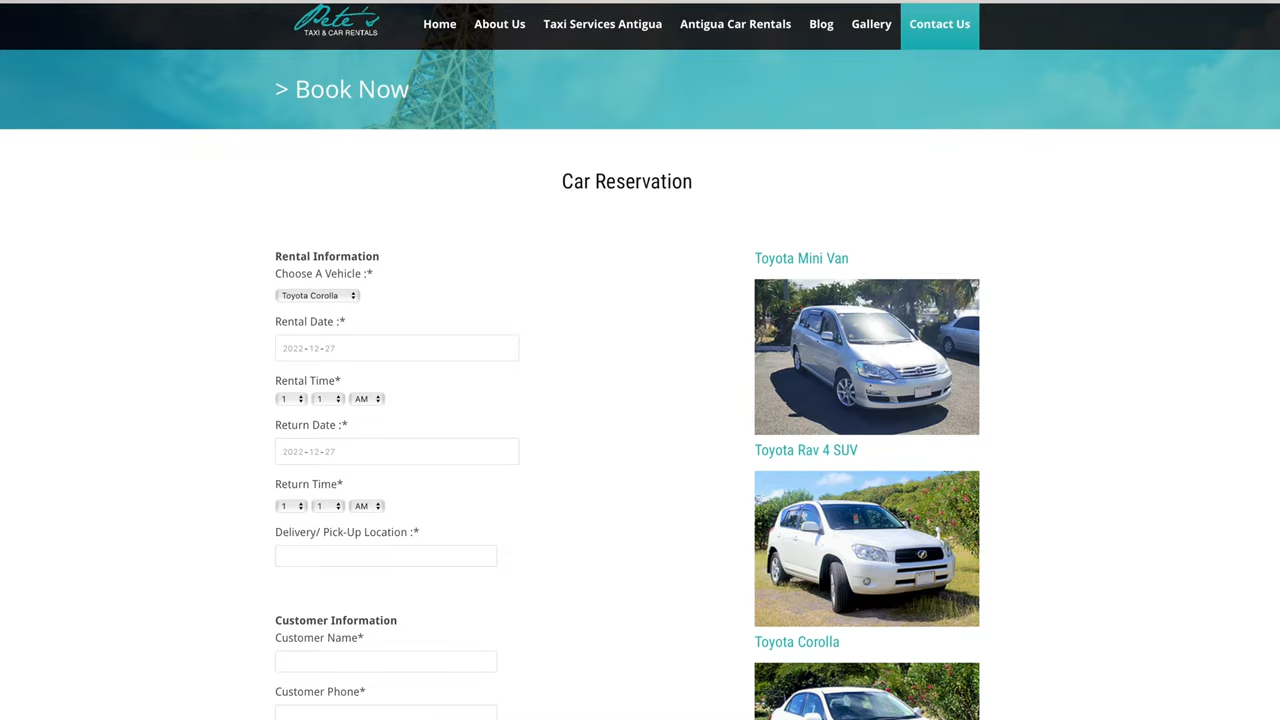 Pete's
TAXI & CAR RENTALS
Home About Us Taxi Services Antigua Antigua Car Rentals Blog Gallery Contact Us
> Book Now
Car Reservation
Rental Information
Choose A Vehicle :*
Toyota Corolla
Rental Date :*
2022-12-27
Rental Time*
1 1 AM
Return Date :*
2022-12-27
Return Time*
1 1 AM
Delivery/ Pick-Up Location :*
Customer Information
Customer Name*
Customer Phone*
Toyota Mini Van
Toyota Rav 4 SUV
Toyota Corolla